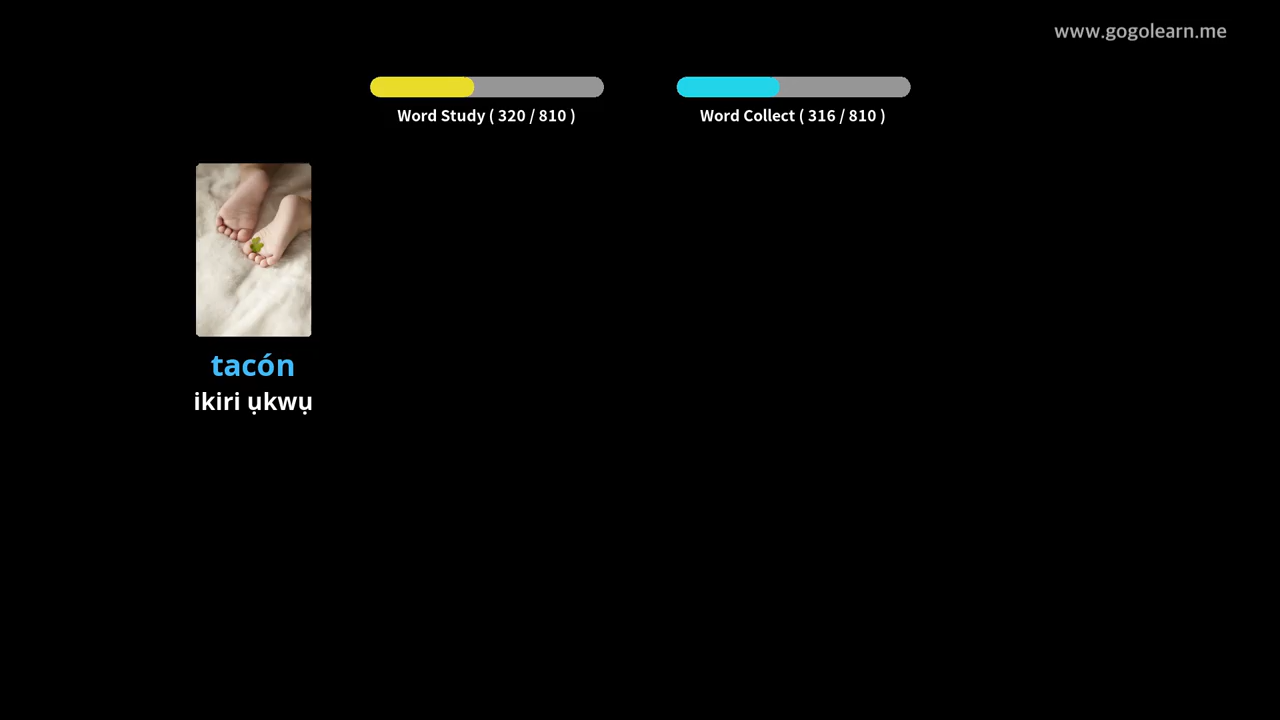 www.gogolearn.me
Word Study ( 320 / 810 )
Word Collect ( 316 / 810 )
tacón
ikiri ụkwụ